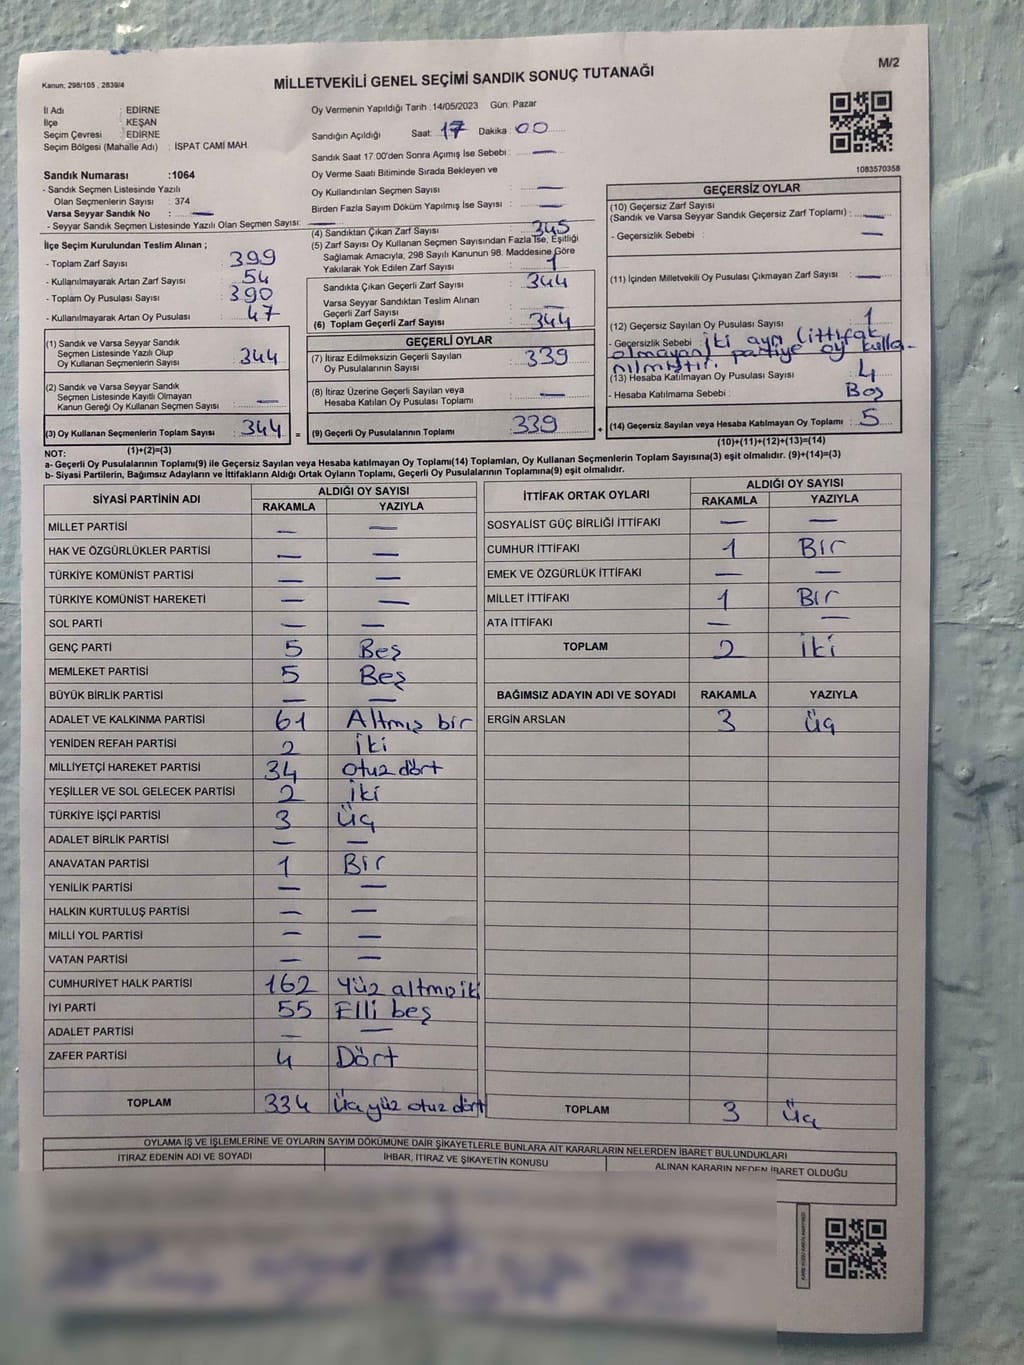 M/2
Kanun; 298/105 , 2839/4
MİLLETVEKİLİ GENEL SEÇİMİ SANDIK SONUÇ TUTANAĞI
İl Adı : EDİRNE
İlçe : KEŞAN
Seçim Çevresi : EDİRNE
Seçim Bölgesi (Mahalle Adı) : İSPAT CAMİ MAH.
Sandık Numarası :1064
- Sandık Seçmen Listesinde Yazılı
Olan Seçmenlerin Sayısı : 374
Varsa Seyyar Sandık No : —
- Seyyar Sandık Seçmen Listesinde Yazılı Olan Seçmen Sayısı: —
Oy Vermenin Yapıldığı Tarih :14/05/2023 Gün: Pazar
Sandığın Açıldığı Saat: 17 Dakika : 00
Sandık Saat 17:00'den Sonra Açımış İse Sebebi : —
Oy Verme Saati Bitiminde Sırada Bekleyen ve
Oy Kullandırılan Seçmen Sayısı : —
Birden Fazla Sayım Döküm Yapılmış İse Sayısı : —
1083570358
İlçe Seçim Kurulundan Teslim Alınan ;
- Toplam Zarf Sayısı : 399
- Kullanılmayarak Artan Zarf Sayısı : 54
- Toplam Oy Pusulası Sayısı : 390
- Kullanılmayarak Artan Oy Pusulası : 47
(1) Sandık ve Varsa Seyyar Sandık
Seçmen Listesinde Yazılı Olup
Oy Kullanan Seçmenlerin Sayısı : 344
(2) Sandık ve Varsa Seyyar Sandık
Seçmen Listesinde Kayıtlı Olmayan
Kanun Gereği Oy Kullanan Seçmen Sayısı : —
(3) Oy Kullanan Seçmenlerin Toplam Sayısı : 344
(1)+(2)=(3)
(4) Sandıktan Çıkan Zarf Sayısı : 345
(5) Zarf Sayısı Oy Kullanan Seçmen Sayısından Fazla İse, Eşitliği
Sağlamak Amacıyla, 298 Sayılı Kanunun 98. Maddesine Göre
Yakılarak Yok Edilen Zarf Sayısı : 1
Sandıkta Çıkan Geçerli Zarf Sayısı : 344
Varsa Seyyar Sandıktan Teslim Alınan
Geçerli Zarf Sayısı : —
(6) Toplam Geçerli Zarf Sayısı : 344
GEÇERLİ OYLAR
(7) İtiraz Edilmeksizin Geçerli Sayılan
Oy Pusulalarının Sayısı : 339
(8) İtiraz Üzerine Geçerli Sayılan veya
Hesaba Katılan Oy Pusulası Toplamı : —
= (9) Geçerli Oy Pusulalarının Toplamı : 339 +
GEÇERSİZ OYLAR
(10) Geçersiz Zarf Sayısı
(Sandık ve Varsa Seyyar Sandık Geçersiz Zarf Toplamı) : —
- Geçersizlik Sebebi : —
(11) İçinden Milletvekili Oy Pusulası Çıkmayan Zarf Sayısı : —
(12) Geçersiz Sayılan Oy Pusulası Sayısı : 1
- Geçersizlik Sebebi : iki ayrı (ittifak
olmayan) partiye oy kulla-
nılmıştır.
(13) Hesaba Katılmayan Oy Pusulası Sayısı : 4
- Hesaba Katılmama Sebebi : Boş
(14) Geçersiz Sayılan veya Hesaba Katılmayan Oy Toplamı : 5
(10)+(11)+(12)+(13)=(14)
NOT:
a- Geçerli Oy Pusulalarının Toplamı(9) ile Geçersiz Sayılan veya Hesaba katılmayan Oy Toplamı(14) Toplamları, Oy Kullanan Seçmenlerin Toplam Sayısına(3) eşit olmalıdır. (9)+(14)=(3)
b- Siyasi Partilerin, Bağımsız Adayların ve İttifakların Aldığı Ortak Oyların Toplamı, Geçerli Oy Pusulalarının Toplamına(9) eşit olmalıdır.
SİYASİ PARTİNİN ADI ALDIĞI OY SAYISI
RAKAMLA YAZIYLA
MİLLET PARTİSİ — —
HAK VE ÖZGÜRLÜKLER PARTİSİ — —
TÜRKİYE KOMÜNİST PARTİSİ — —
TÜRKİYE KOMÜNİST HAREKETİ — —
SOL PARTİ — —
GENÇ PARTİ 5 Beş
MEMLEKET PARTİSİ 5 Beş
BÜYÜK BİRLİK PARTİSİ — —
ADALET VE KALKINMA PARTİSİ 61 Altmış bir
YENİDEN REFAH PARTİSİ 2 iki
MİLLİYETÇİ HAREKET PARTİSİ 34 otuz dört
YEŞİLLER VE SOL GELECEK PARTİSİ 2 iki
TÜRKİYE İŞÇİ PARTİSİ 3 Üç
ADALET BİRLİK PARTİSİ — —
ANAVATAN PARTİSİ 1 Bir
YENİLİK PARTİSİ — —
HALKIN KURTULUŞ PARTİSİ — —
MİLLİ YOL PARTİSİ — —
VATAN PARTİSİ — —
CUMHURİYET HALK PARTİSİ 162 Yüz altmışiki
İYİ PARTİ 55 Elli beş
ADALET PARTİSİ — —
ZAFER PARTİSİ 4 Dört
TOPLAM 334 Üç yüz otuz dört
İTTİFAK ORTAK OYLARI ALDIĞI OY SAYISI
RAKAMLA YAZIYLA
SOSYALİST GÜÇ BİRLİĞİ İTTİFAKI — —
CUMHUR İTTİFAKI 1 Bir
EMEK VE ÖZGÜRLÜK İTTİFAKI — —
MİLLET İTTİFAKI 1 Bir
ATA İTTİFAKI — —
TOPLAM 2 iki
BAĞIMSIZ ADAYIN ADI VE SOYADI RAKAMLA YAZIYLA
ERGİN ARSLAN 3 üç
TOPLAM 3 üç
OYLAMA İŞ VE İŞLEMLERİNE VE OYLARIN SAYIM DÖKÜMÜNE DAİR ŞİKAYETLERLE BUNLARA AİT KARARLARIN NELERDEN İBARET BULUNDUKLARI
İTİRAZ EDENİN ADI VE SOYADI İHBAR, İTİRAZ VE ŞİKAYETİN KONUSU ALINAN KARARIN NEDEN İBARET OLDUĞU